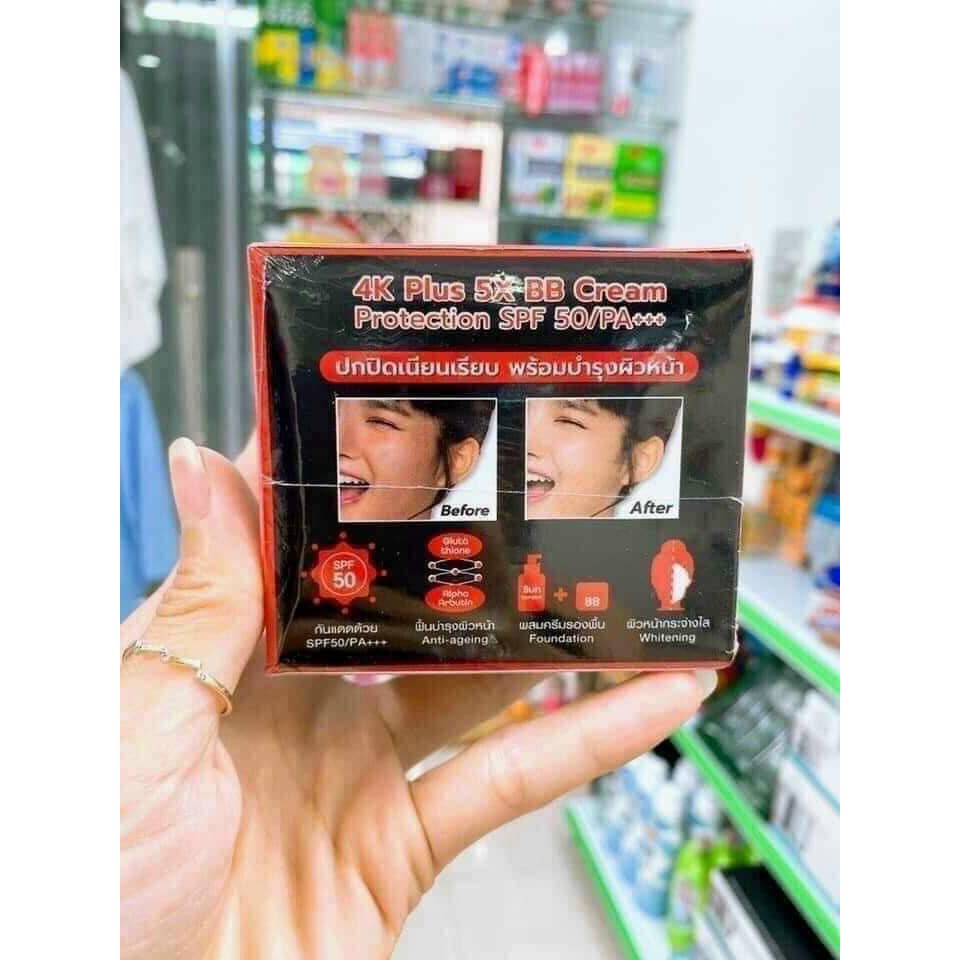 4K Plus 5X BB Cream
Protection SPF 50/PA+++
ปกปิดเนียนเรียบ พร้อมบำรุงผิวหน้า
Before
After
SPF
50
Gluta
thione
Alpha
Arbutin
Sun
+
BB
กันแดดด้วย
SPF50/PA+++
ฟื้นบำรุงผิวหน้า
Anti-ageing
ผสมครีมรองพื้น
Foundation
ผิวหน้ากระจ่างใส
Whitening